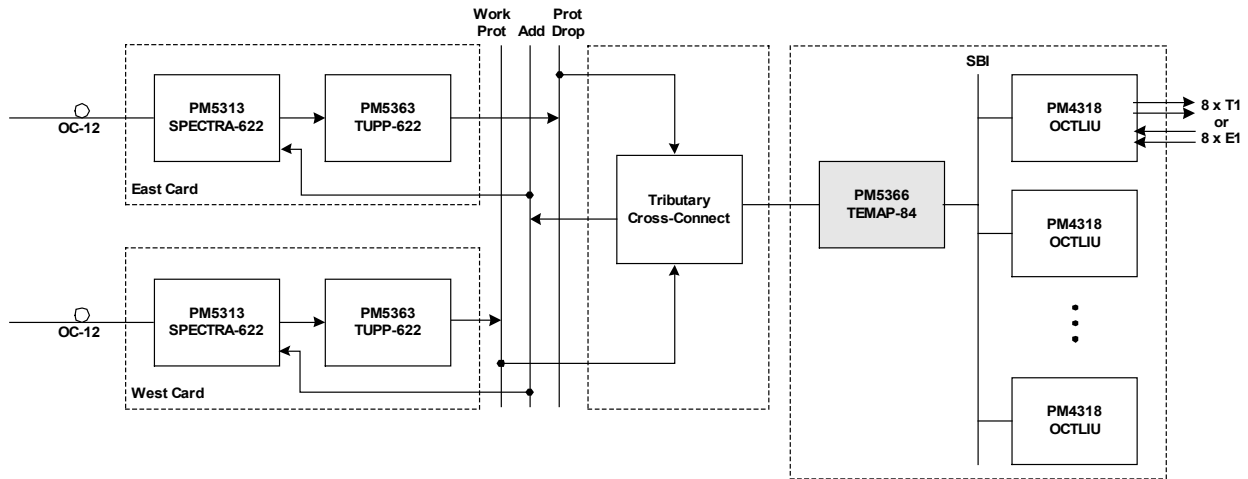 Work
Prot
Add
Prot
Drop
OC-12
PM5313
SPECTRA-622
PM5363
TUPP-622
East Card
OC-12
PM5313
SPECTRA-622
PM5363
TUPP-622
West Card
Tributary
Cross-Connect
PM5366
TEMAP-84
SBI
PM4318
OCTLIU
8 x T1
or
8 x E1
PM4318
OCTLIU
PM4318
OCTLIU